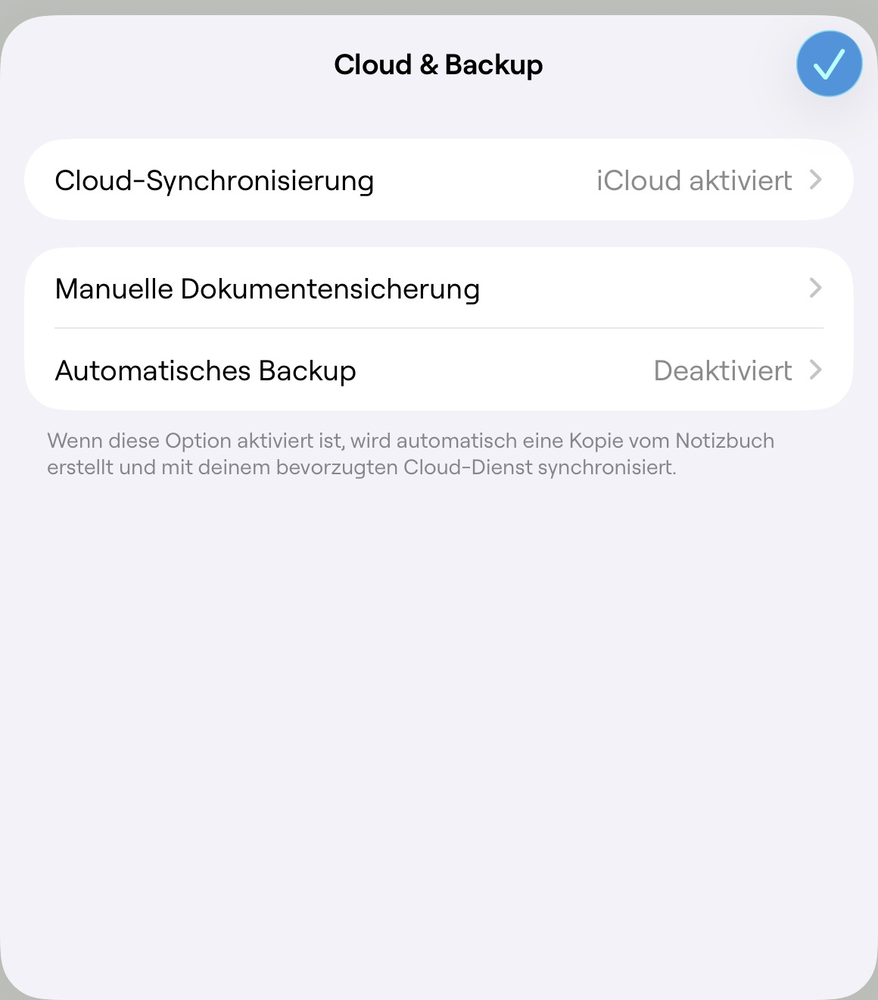 Cloud & Backup
Cloud-Synchronisierung iCloud aktiviert
Manuelle Dokumentensicherung
Automatisches Backup Deaktiviert
Wenn diese Option aktiviert ist, wird automatisch eine Kopie vom Notizbuch
erstellt und mit deinem bevorzugten Cloud-Dienst synchronisiert.